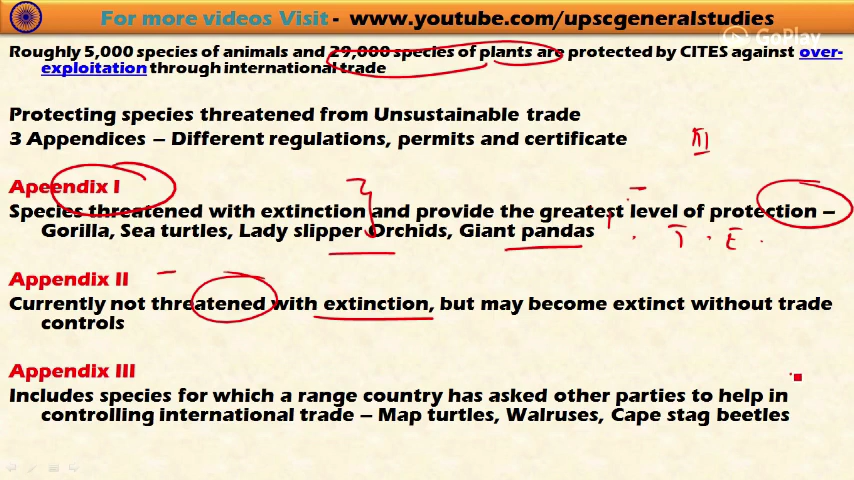 For more videos Visit - www.youtube.com/upscgeneralstudies
GoPlay
Roughly 5,000 species of animals and 29,000 species of plants are protected by CITES against over-
exploitation through international trade
Protecting species threatened from Unsustainable trade
3 Appendices – Different regulations, permits and certificate
III
Apeendix I
Species threatened with extinction and provide the greatest level of protection –
Gorilla, Sea turtles, Lady slipper Orchids, Giant pandas
T . E .
Appendix II
Currently not threatened with extinction, but may become extinct without trade
controls
Appendix III
Includes species for which a range country has asked other parties to help in
controlling international trade – Map turtles, Walruses, Cape stag beetles